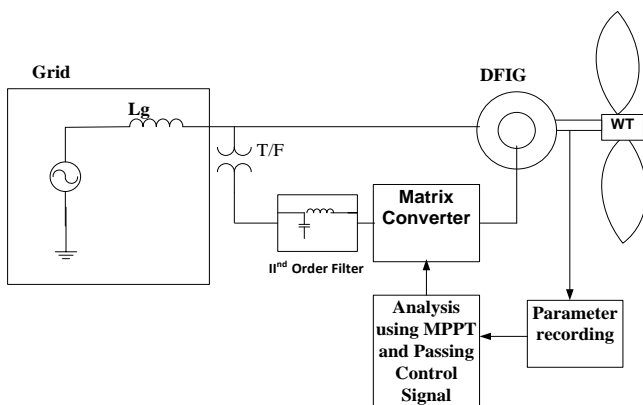 Grid
DFIG
Lg
WT
T/F
Matrix
Converter
IInd Order Filter
Analysis
using MPPT
and Passing
Control
Signal
Parameter
recording